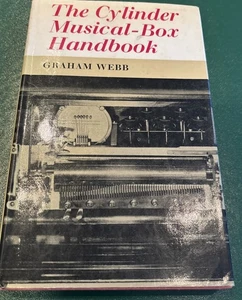 The Cylinder
Musical-Box
Handbook
GRAHAM WEBB